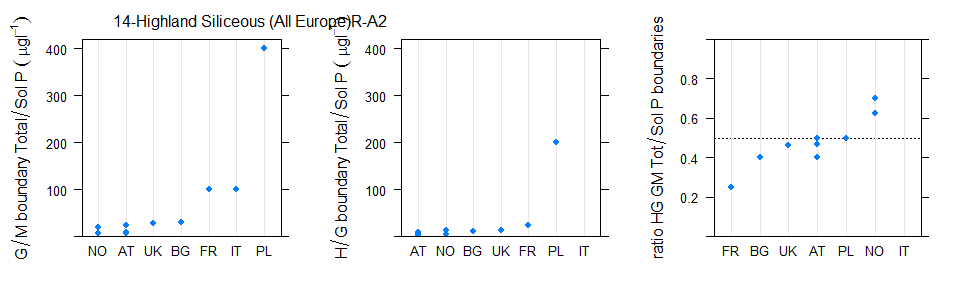 14-Highland Siliceous (All Europe)R-A2
G/M boundary Total/Sol P ( µgl⁻¹)
400
300
200
100
NO AT UK BG FR IT PL
H/G boundary Total/Sol P ( µgl⁻¹)
400
300
200
100
AT NO BG UK FR PL IT
ratio HG GM Tot/Sol P boundaries
0.8
0.6
0.4
0.2
FR BG UK AT PL NO IT